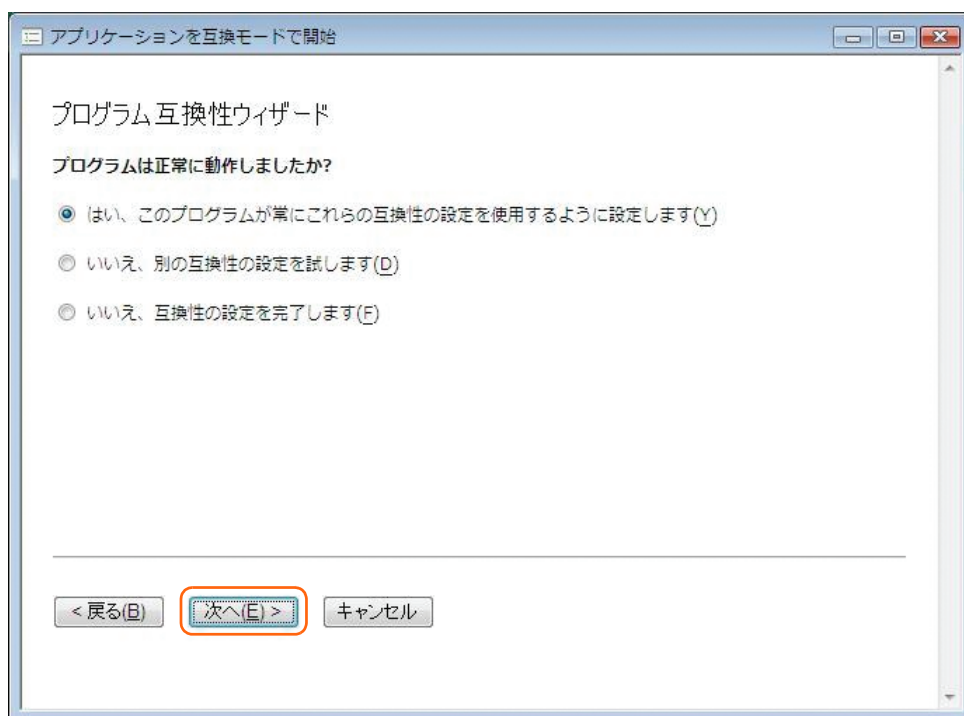 アプリケーションを互換モードで開始
プログラム互換性ウィザード
プログラムは正常に動作しましたか?
はい、このプログラムが常にこれらの互換性の設定を使用するように設定します(Y)
いいえ、別の互換性の設定を試します(D)
いいえ、互換性の設定を完了します(F)
< 戻る(B) 次へ(E) > キャンセル